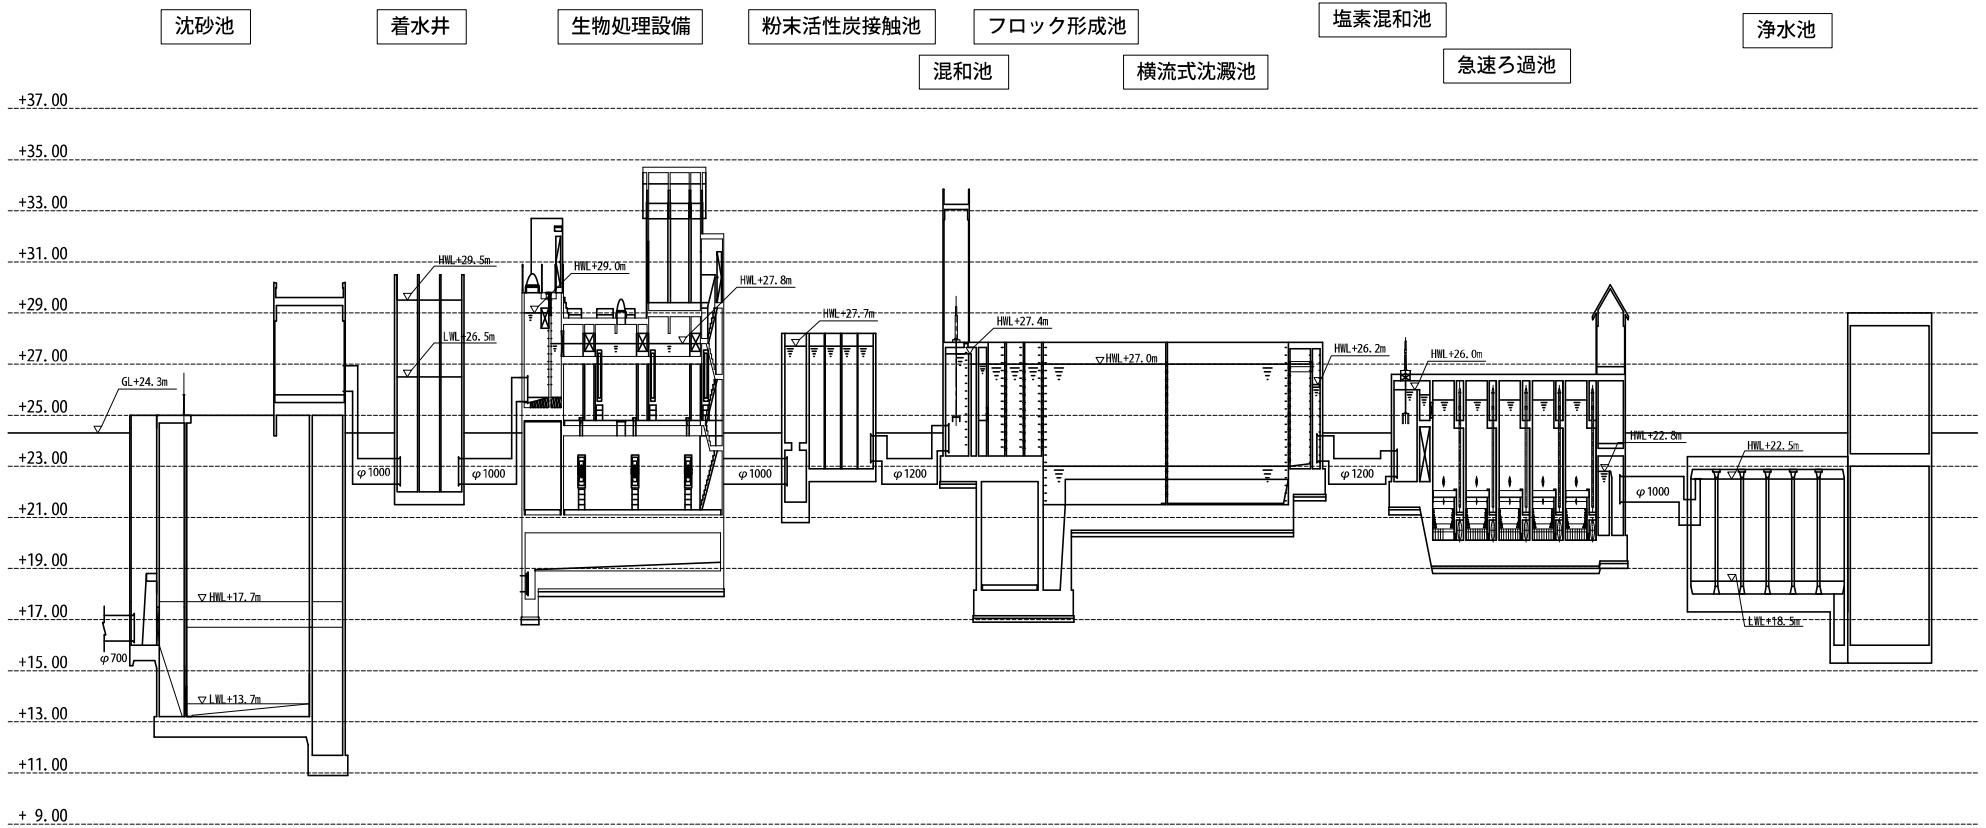 沈砂池
着水井
生物処理設備
粉末活性炭接触池
フロック形成池
塩素混和池
浄水池
混和池
横流式沈澱池
急速ろ過池
+37.00
+35.00
+33.00
+31.00
+29.00
+27.00
+25.00
+23.00
+21.00
+19.00
+17.00
+15.00
+13.00
+11.00
+ 9.00
GL+24.3m
HWL+17.7m
LWL+13.7m
φ700
φ1000
HWL+29.5m
LWL+26.5m
φ1000
HWL+29.0m
HWL+27.8m
φ1000
HWL+27.7m
φ1200
HWL+27.4m
HWL+27.0m
HWL+26.2m
φ1200
HWL+26.0m
HWL+22.8m
φ1000
HWL+22.5m
LWL+18.5m